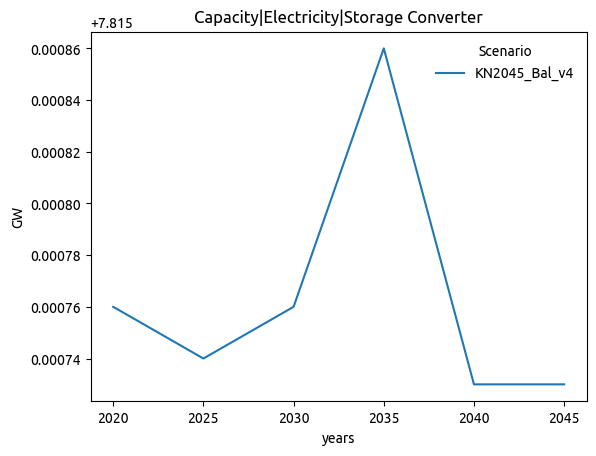 Capacity|Electricity|Storage Converter
+7.815
0.00086
0.00084
0.00082
0.00080
0.00078
0.00076
0.00074
GW
Scenario
KN2045_Bal_v4
2020 2025 2030 2035 2040 2045
years